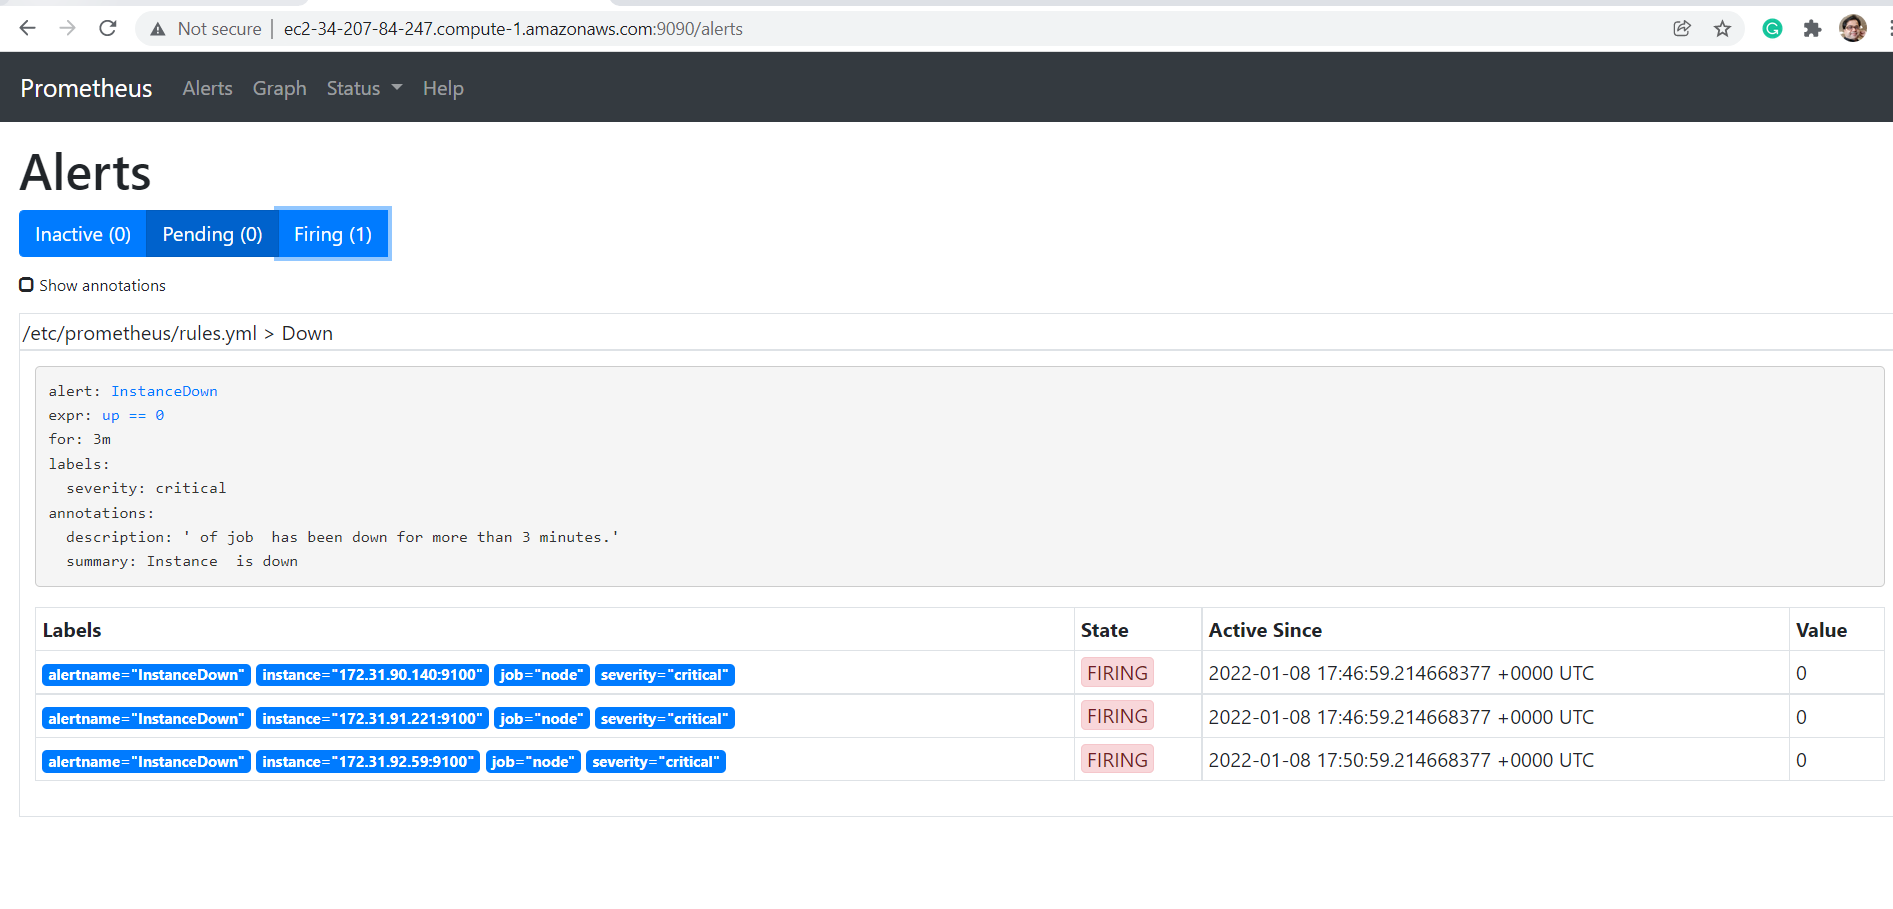 Not secure | ec2-34-207-84-247.compute-1.amazonaws.com:9090/alerts
Prometheus Alerts Graph Status Help
Alerts
Inactive (0) Pending (0) Firing (1)
Show annotations
/etc/prometheus/rules.yml > Down
alert: InstanceDown
expr: up == 0
for: 3m
labels:
  severity: critical
annotations:
  description: ' of job  has been down for more than 3 minutes.'
  summary: Instance  is down
Labels State Active Since Value
alertname="InstanceDown" instance="172.31.90.140:9100" job="node" severity="critical" FIRING 2022-01-08 17:46:59.214668377 +0000 UTC 0
alertname="InstanceDown" instance="172.31.91.221:9100" job="node" severity="critical" FIRING 2022-01-08 17:46:59.214668377 +0000 UTC 0
alertname="InstanceDown" instance="172.31.92.59:9100" job="node" severity="critical" FIRING 2022-01-08 17:50:59.214668377 +0000 UTC 0